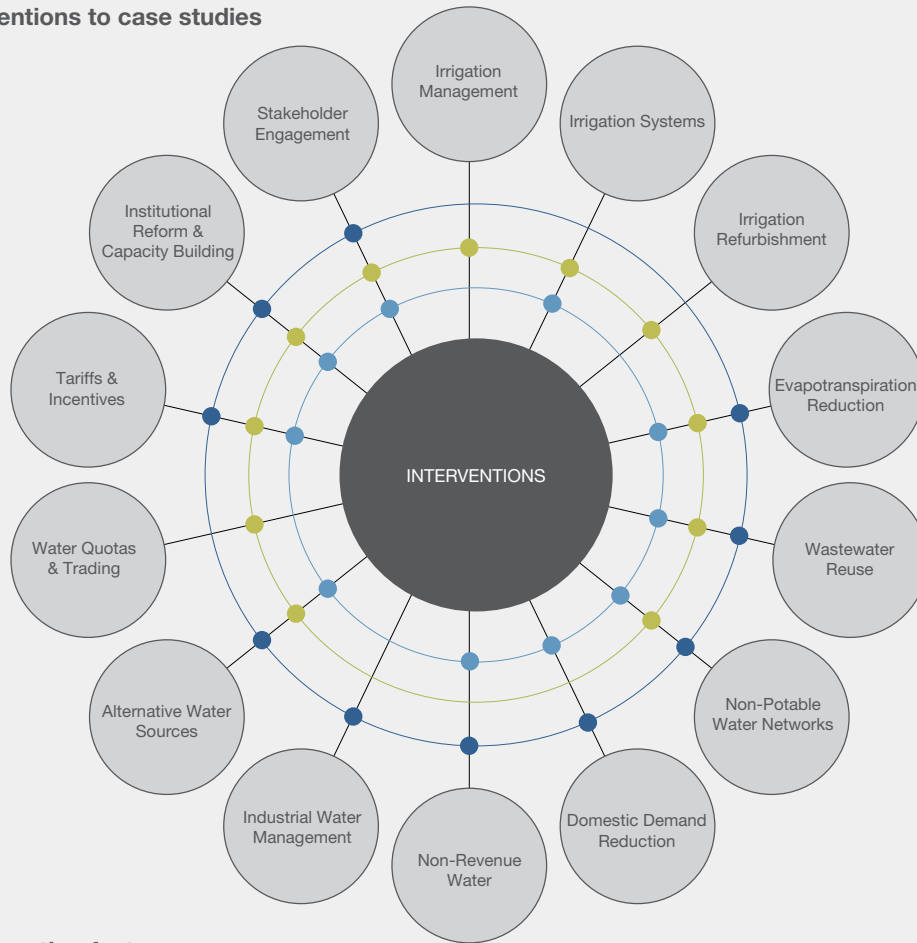 to case studies
Irrigation
Management
Irrigation Systems
Irrigation
Refurbishment
Evapotranspiration
Reduction
Wastewater
Reuse
Non-Potable
Water Networks
Domestic Demand
Reduction
Non-Revenue
Water
Industrial Water
Management
Alternative Water
Sources
Water Quotas
& Trading
Tariffs &
Incentives
Institutional
Reform &
Capacity Building
Stakeholder
Engagement
INTERVENTIONS